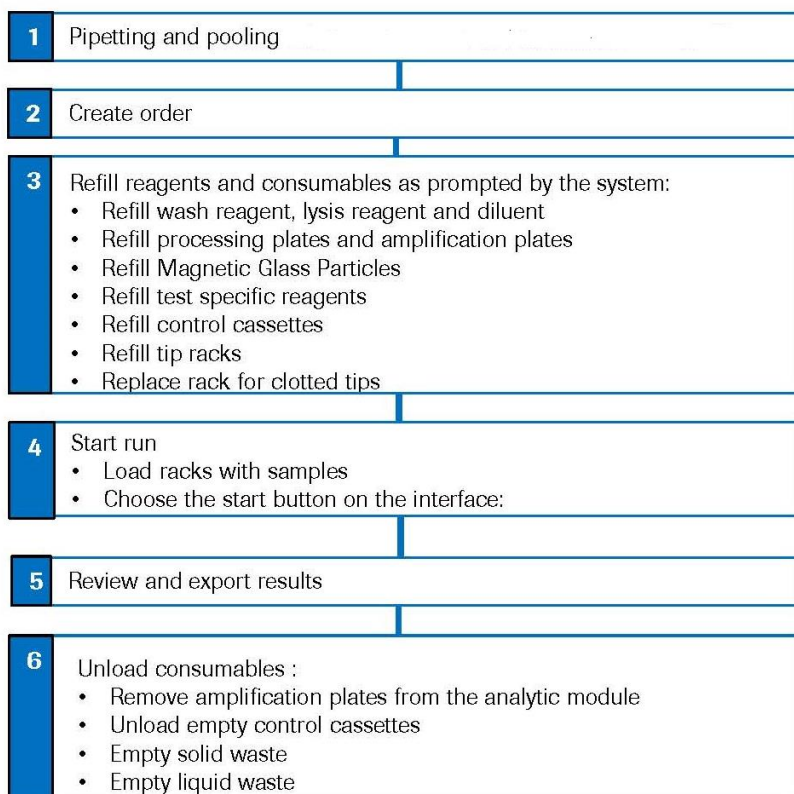 1 Pipetting and pooling
2 Create order
3 Refill reagents and consumables as prompted by the system:
• Refill wash reagent, lysis reagent and diluent
• Refill processing plates and amplification plates
• Refill Magnetic Glass Particles
• Refill test specific reagents
• Refill control cassettes
• Refill tip racks
• Replace rack for clotted tips
4 Start run
• Load racks with samples
• Choose the start button on the interface:
5 Review and export results
6 Unload consumables :
• Remove amplification plates from the analytic module
• Unload empty control cassettes
• Empty solid waste
• Empty liquid waste